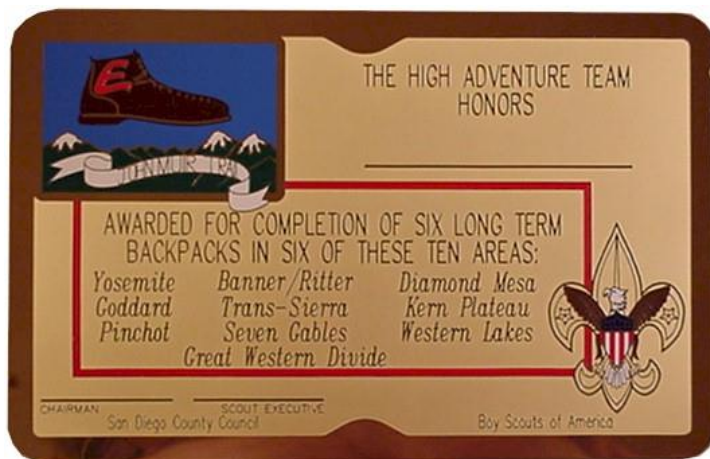 THE HIGH ADVENTURE TEAM
HONORS
E
JOHN MUIR TRAIL
AWARDED FOR COMPLETION OF SIX LONG TERM
BACKPACKS IN SIX OF THESE TEN AREAS:
Yosemite Banner/Ritter Diamond Mesa
Goddard Trans-Sierra Kern Plateau
Pinchot Seven Gables Western Lakes
Great Western Divide
CHAIRMAN SCOUT EXECUTIVE
San Diego County Council Boy Scouts of America